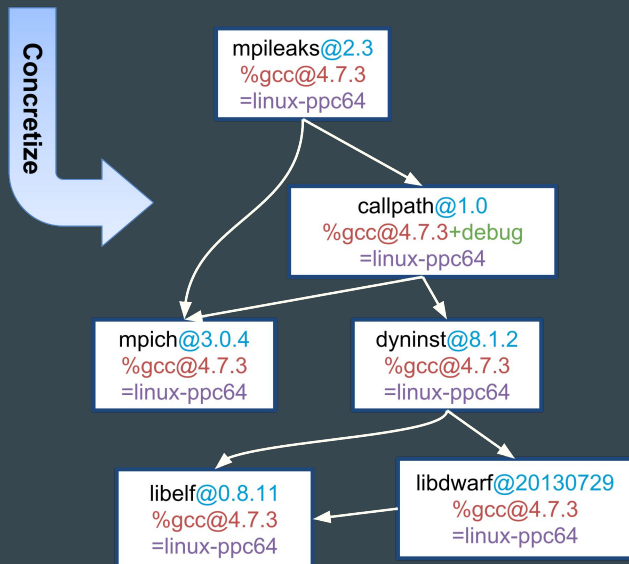 Concretize
mpileaks@2.3
%gcc@4.7.3
=linux-ppc64
callpath@1.0
%gcc@4.7.3+debug
=linux-ppc64
mpich@3.0.4
%gcc@4.7.3
=linux-ppc64
dyninst@8.1.2
%gcc@4.7.3
=linux-ppc64
libelf@0.8.11
%gcc@4.7.3
=linux-ppc64
libdwarf@20130729
%gcc@4.7.3
=linux-ppc64